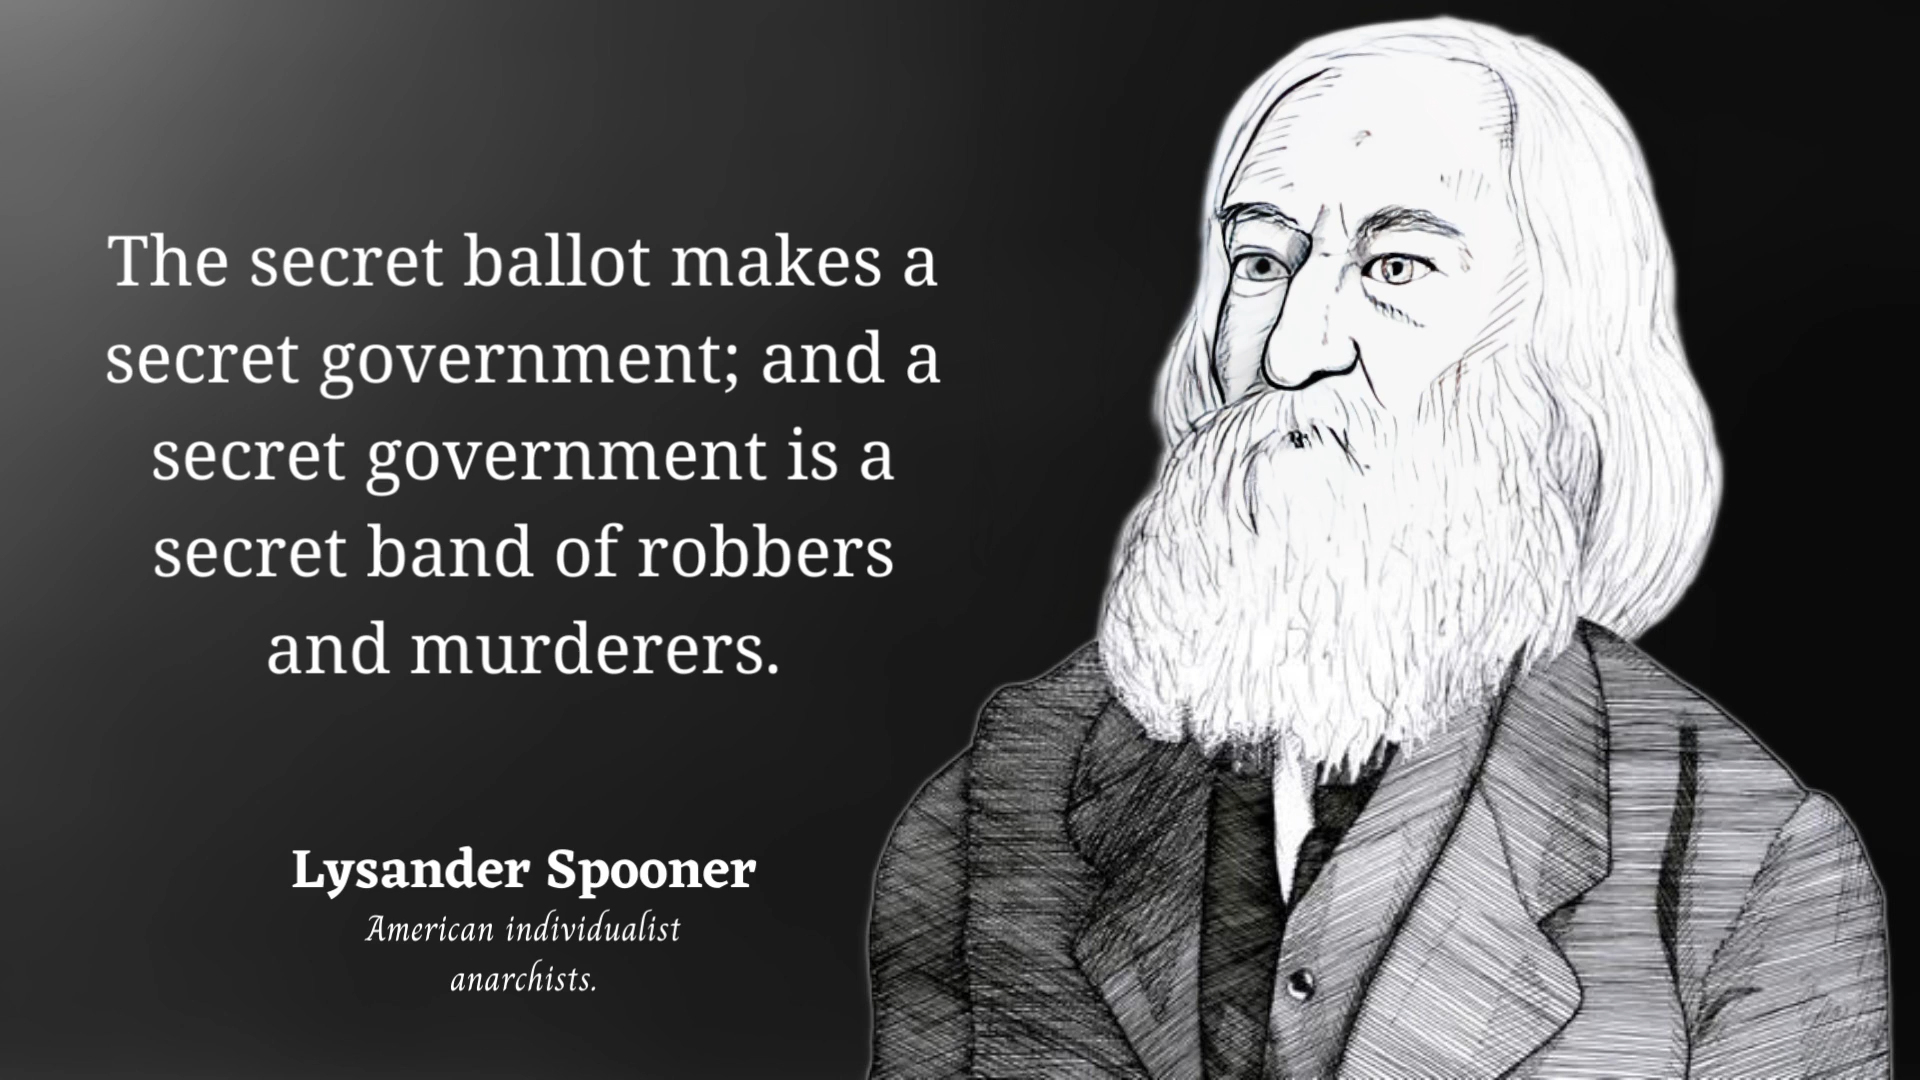 The secret ballot makes a
secret government; and a
secret government is a
secret band of robbers
and murderers.
Lysander Spooner
American individualist
anarchists.